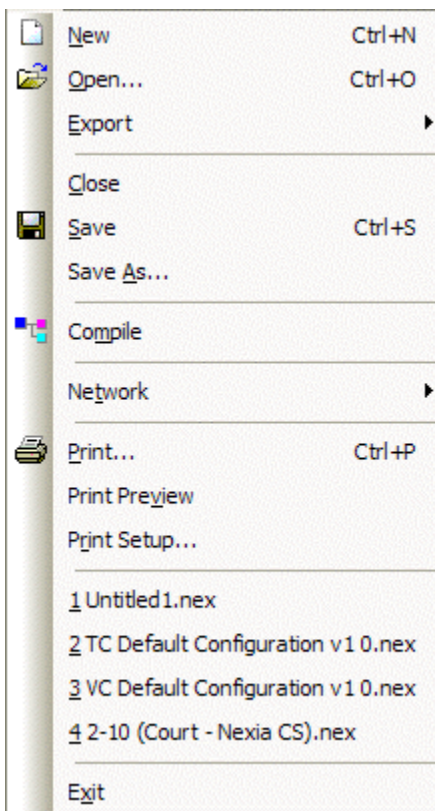 New Ctrl+N
Open... Ctrl+O
Export
Close
Save Ctrl+S
Save As...
Compile
Network
Print... Ctrl+P
Print Preview
Print Setup...
1 Untitled1.nex
2 TC Default Configuration v1 0.nex
3 VC Default Configuration v1 0.nex
4 2-10 (Court - Nexia CS).nex
Exit